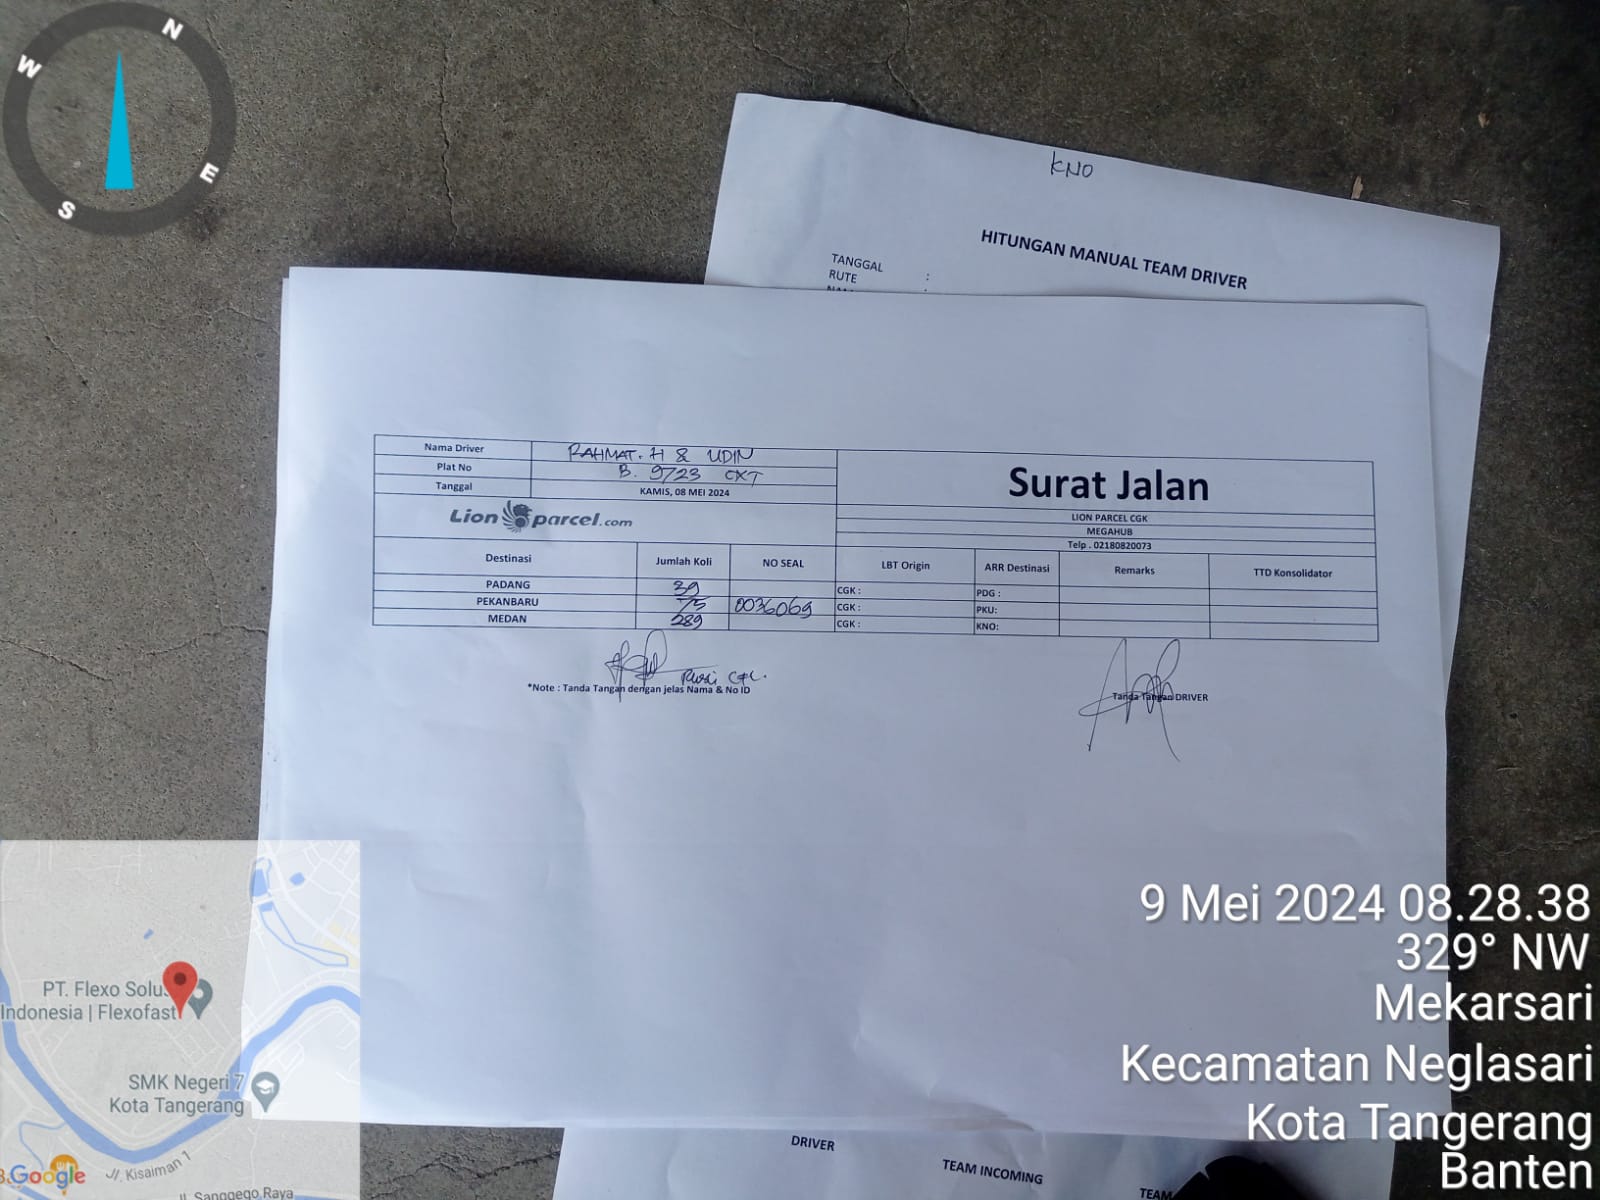 N
W
E
S
KNO
HITUNGAN MANUAL TEAM DRIVER
TANGGAL :
RUTE :
Nama Driver RAHMAT. H & UDIN
Plat No B. 9723 CXT
Tanggal KAMIS, 08 MEI 2024
Surat Jalan
LION PARCEL CGK
MEGAHUB
Telp . 02180820073
Lion parcel.com
Destinasi Jumlah Koli NO SEAL LBT Origin ARR Destinasi Remarks TTD Konsolidator
PADANG 39 CGK : PDG :
PEKANBARU 75 0036069 CGK : PKU:
MEDAN 289 CGK : KNO:
*Note : Tanda Tangan dengan jelas Nama & No ID
Tanda Tangan DRIVER
DRIVER
TEAM INCOMING
TEAM
PT. Flexo Solus
Indonesia | Flexofast
SMK Negeri 7
Kota Tangerang
Jl. Kisaiman 1
Jl. Sanggego Raya
Google
9 Mei 2024 08.28.38
329° NW
Mekarsari
Kecamatan Neglasari
Kota Tangerang
Banten